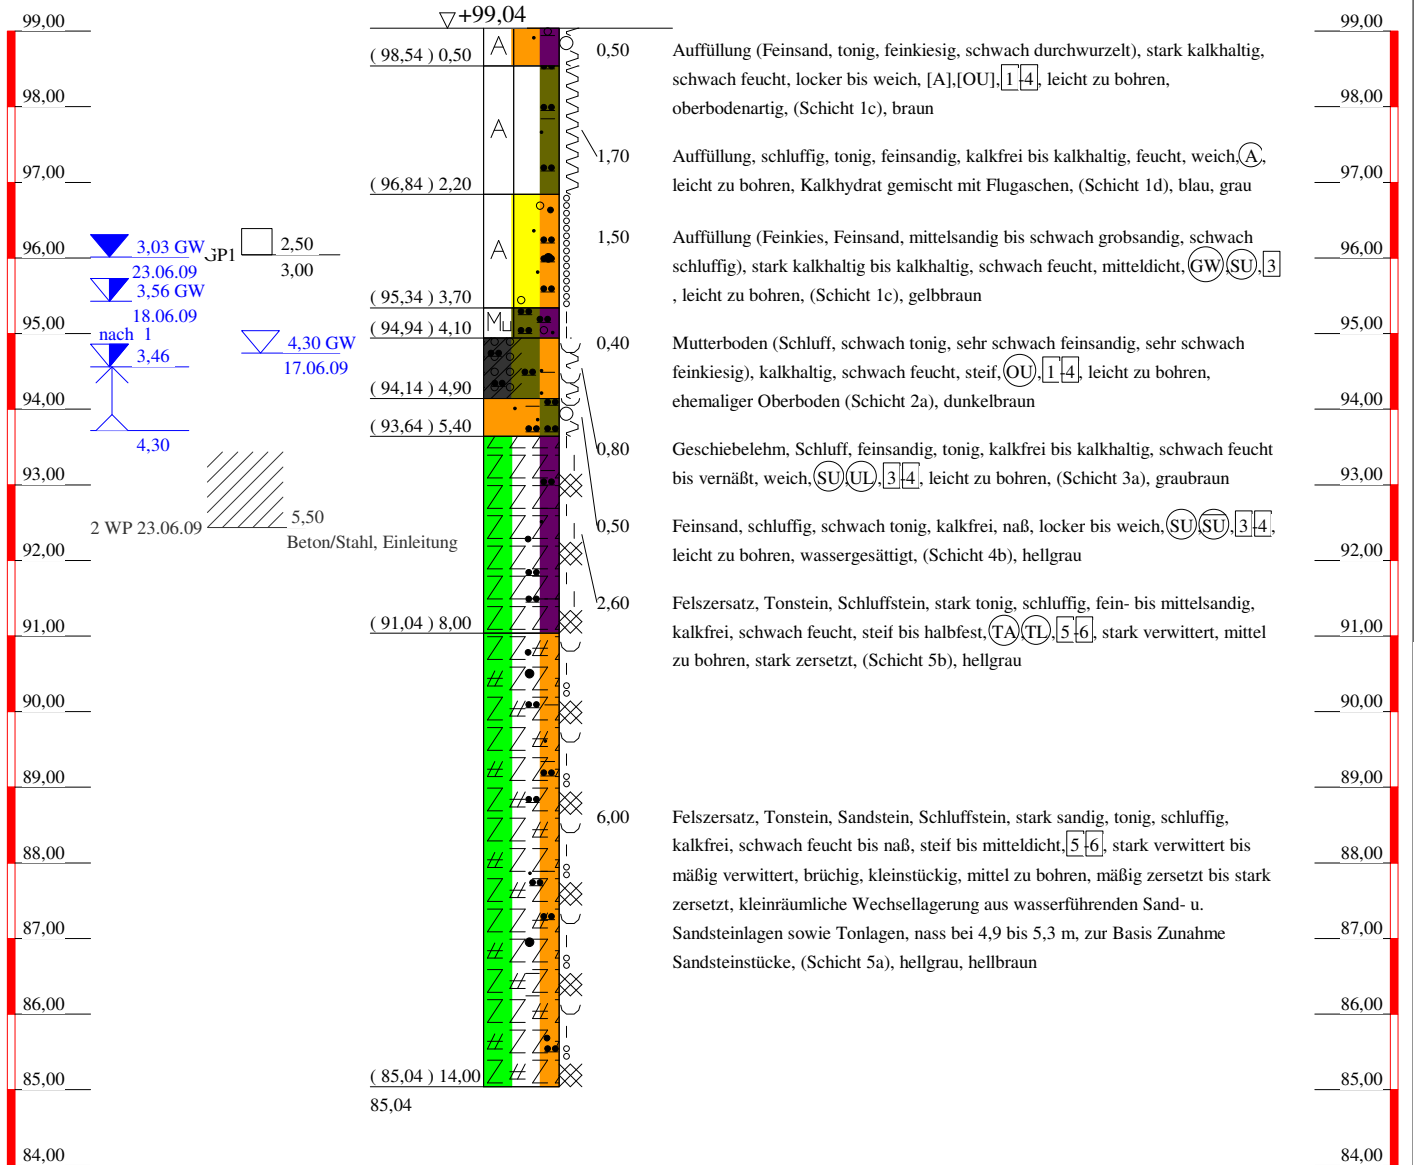 +99,04
99,00
99,00
( 98,54 ) 0,50
A
0,50
Auffüllung (Feinsand, tonig, feinkiesig, schwach durchwurzelt), stark kalkhaltig,
schwach feucht, locker bis weich, [A],[OU], 1-4, leicht zu bohren,
oberbodenartig, (Schicht 1c), braun
98,00
98,00
A
1,70
Auffüllung, schluffig, tonig, feinsandig, kalkfrei bis kalkhaltig, feucht, weich, A,
leicht zu bohren, Kalkhydrat gemischt mit Flugaschen, (Schicht 1d), blau, grau
97,00
97,00
( 96,84 ) 2,20
A
1,50
Auffüllung (Feinkies, Feinsand, mittelsandig bis schwach grobsandig, schwach
schluffig), stark kalkhaltig bis kalkhaltig, schwach feucht, mitteldicht, GW, SU, 3
, leicht zu bohren, (Schicht 1c), gelbbraun
96,00
96,00
3,03 GW
23.06.09
GP1
2,50
3,00
3,56 GW
18.06.09
( 95,34 ) 3,70
95,00
95,00
Mu
( 94,94 ) 4,10
nach 1
3,46
4,30 GW
17.06.09
0,40
Mutterboden (Schluff, schwach tonig, sehr schwach feinsandig, sehr schwach
feinkiesig), kalkhaltig, schwach feucht, steif, OU, 1-4, leicht zu bohren,
ehemaliger Oberboden (Schicht 2a), dunkelbraun
( 94,14 ) 4,90
94,00
94,00
( 93,64 ) 5,40
4,30
0,80
Geschiebelehm, Schluff, feinsandig, tonig, kalkfrei bis kalkhaltig, schwach feucht
bis vernäßt, weich, SU, UL, 3-4, leicht zu bohren, (Schicht 3a), graubraun
93,00
93,00
2 WP 23.06.09
5,50
Beton/Stahl, Einleitung
0,50
Feinsand, schluffig, schwach tonig, kalkfrei, naß, locker bis weich, SU, SU, 3-4,
leicht zu bohren, wassergesättigt, (Schicht 4b), hellgrau
92,00
92,00
2,60
Felszersatz, Tonstein, Schluffstein, stark tonig, schluffig, fein- bis mittelsandig,
kalkfrei, schwach feucht, steif bis halbfest, TA, TL, 5-6, stark verwittert, mittel
zu bohren, stark zersetzt, (Schicht 5b), hellgrau
( 91,04 ) 8,00
91,00
91,00
90,00
90,00
89,00
89,00
6,00
Felszersatz, Tonstein, Sandstein, Schluffstein, stark sandig, tonig, schluffig,
kalkfrei, schwach feucht bis naß, steif bis mitteldicht, 5-6, stark verwittert bis
mäßig verwittert, brüchig, kleinstückig, mittel zu bohren, mäßig zersetzt bis stark
zersetzt, kleinräumliche Wechsellagerung aus wasserführenden Sand- u.
Sandsteinlagen sowie Tonlagen, nass bei 4,9 bis 5,3 m, zur Basis Zunahme
Sandsteinstücke, (Schicht 5a), hellgrau, hellbraun
88,00
88,00
87,00
87,00
86,00
86,00
( 85,04 ) 14,00
85,00
85,00
85,04
84,00
84,00